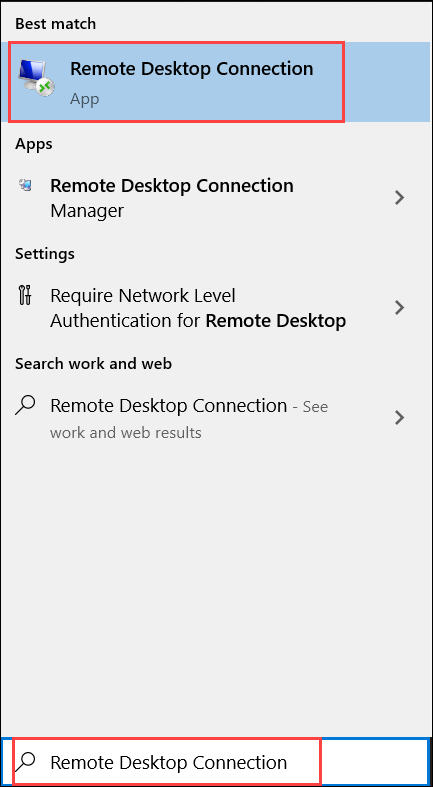 Best match
Remote Desktop Connection
App
Apps
Remote Desktop Connection
Manager
Settings
Require Network Level
Authentication for Remote Desktop
Search work and web
Remote Desktop Connection - See
work and web results
Remote Desktop Connection